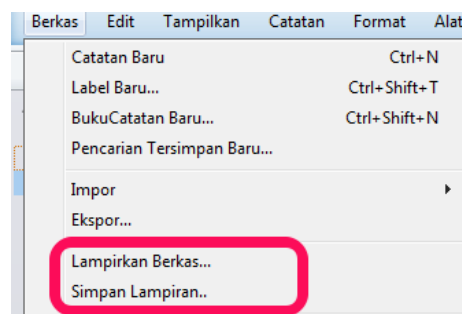 Berkas Edit Tampilkan Catatan Format Alat
Catatan Baru Ctrl+N
Label Baru... Ctrl+Shift+T
BukuCatatan Baru... Ctrl+Shift+N
Pencarian Tersimpan Baru...
Impor
Ekspor...
Lampirkan Berkas...
Simpan Lampiran..